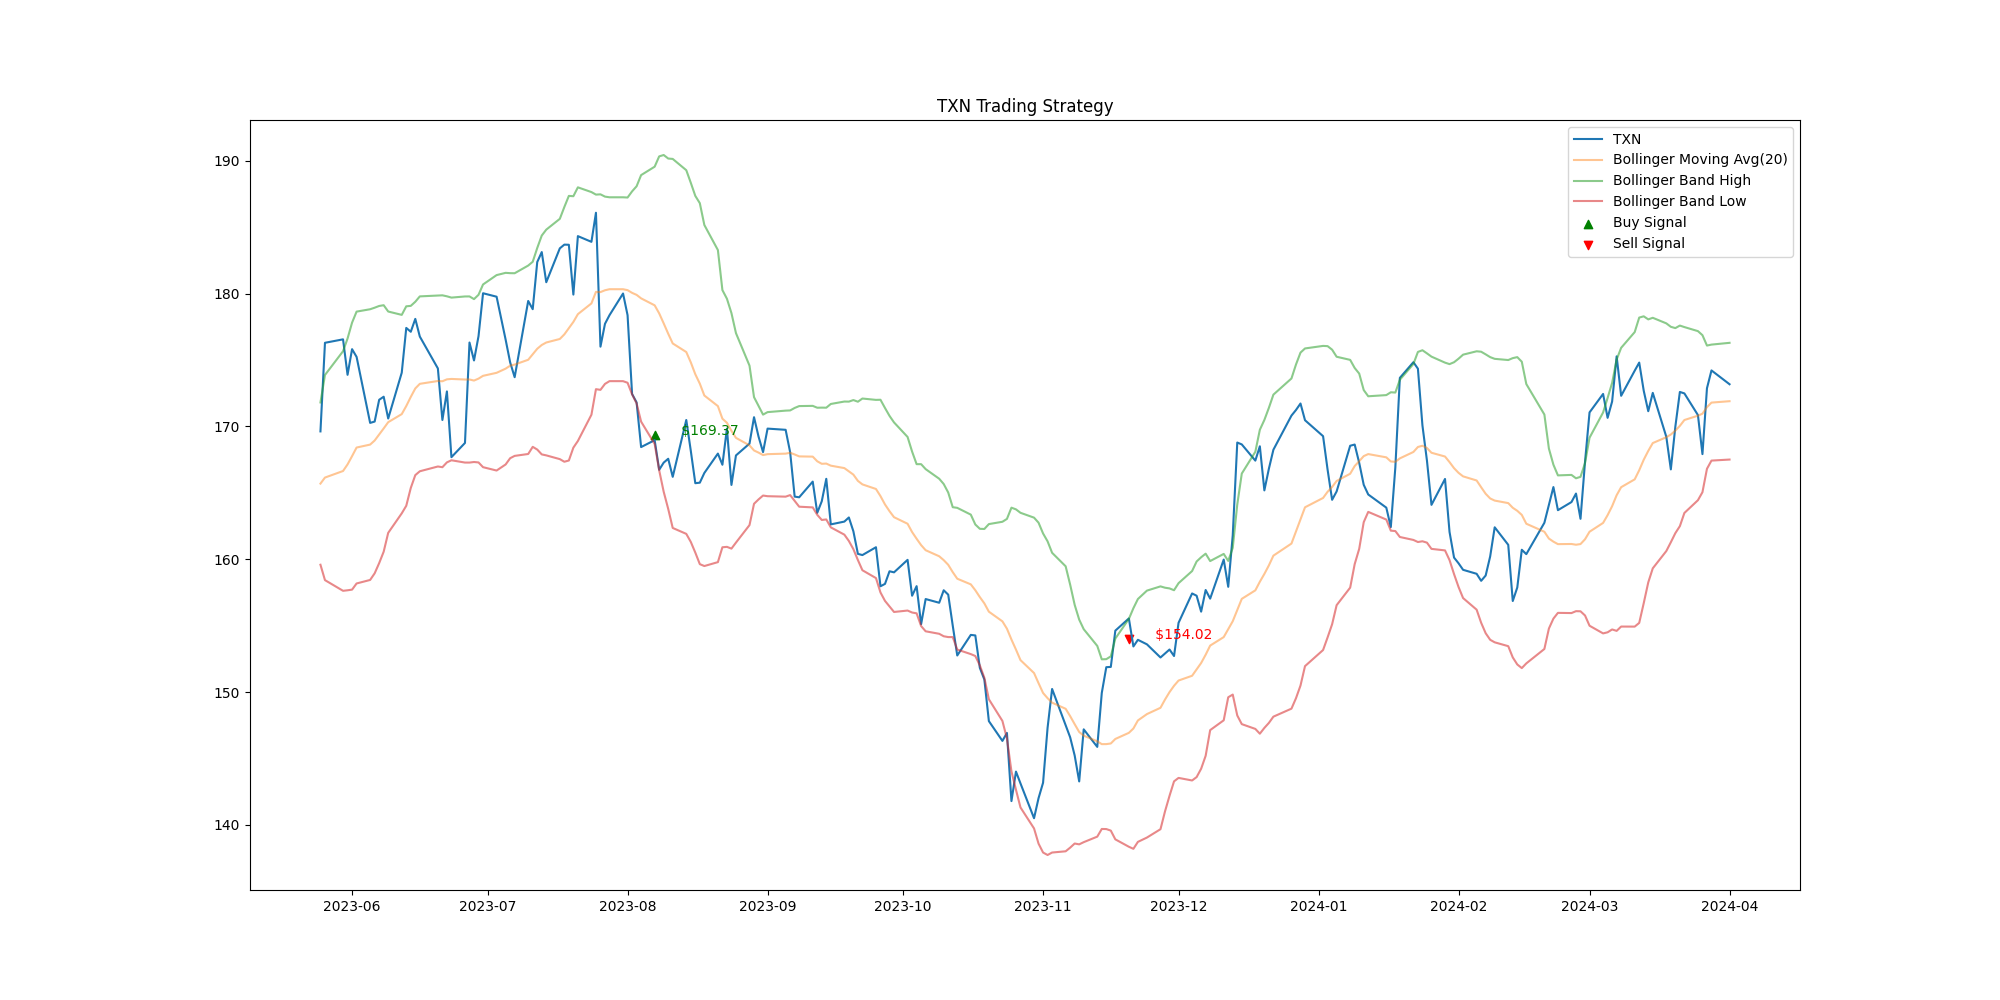 TXN Trading Strategy
TXN
Bollinger Moving Avg(20)
Bollinger Band High
Bollinger Band Low
Buy Signal
Sell Signal
190
180
170
160
150
140
$169.37
$154.02
2023-06
2023-07
2023-08
2023-09
2023-10
2023-11
2023-12
2024-01
2024-02
2024-03
2024-04